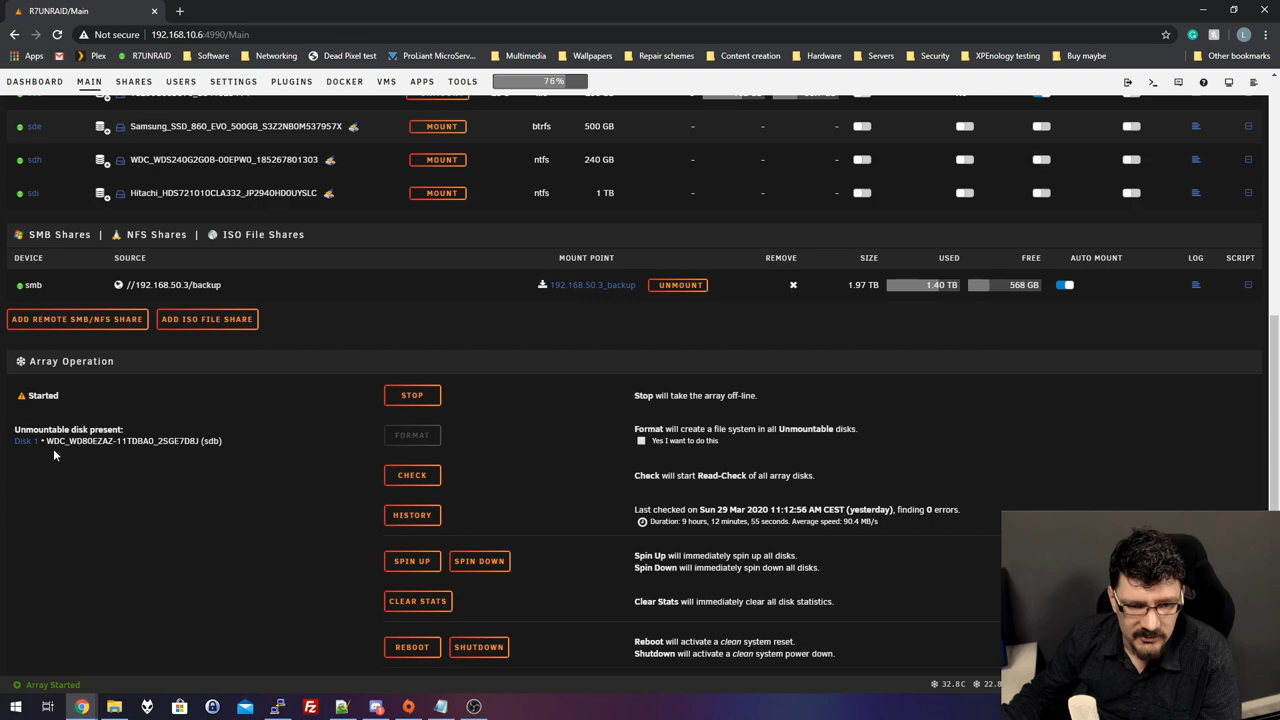 R7UNRAID/Main
Not secure | 192.168.10.6:4990/Main
Apps Plex R7UNRAID Software Networking Dead Pixel test ProLiant MicroServ... Multimedia Wallpapers Repair schemes Content creation Hardware Servers Security XPEnology testing Buy maybe Other bookmarks
DASHBOARD MAIN SHARES USERS SETTINGS PLUGINS DOCKER VMS APPS TOOLS 76%
sde Samsung_SSD_860_EVO_500GB_S3Z2NB0M537957X MOUNT btrfs 500 GB - - -
sdh WDC_WDS240G2G0B-00EPW0_185267801303 MOUNT ntfs 240 GB - - -
sdi Hitachi_HDS721010CLA332_JP2940HD0UYSLC MOUNT ntfs 1 TB - - -
SMB Shares | NFS Shares | ISO File Shares
DEVICE SOURCE MOUNT POINT REMOVE SIZE USED FREE AUTO MOUNT LOG SCRIPT
smb //192.168.50.3/backup 192.168.50.3_backup UNMOUNT 1.97 TB 1.40 TB 568 GB
ADD REMOTE SMB/NFS SHARE ADD ISO FILE SHARE
Array Operation
Started STOP Stop will take the array off-line.
Unmountable disk present:
Disk 1 • WDC_WD80EZAZ-11TDBA0_2SGE7D8J (sdb)
FORMAT Format will create a file system in all Unmountable disks.
Yes I want to do this
CHECK Check will start Read-Check of all array disks.
HISTORY Last checked on Sun 29 Mar 2020 11:12:56 AM CEST (yesterday), finding 0 errors.
Duration: 9 hours, 12 minutes, 55 seconds. Average speed: 90.4 MB/s
SPIN UP SPIN DOWN Spin Up will immediately spin up all disks.
Spin Down will immediately spin down all disks.
CLEAR STATS Clear Stats will immediately clear all disk statistics.
REBOOT SHUTDOWN Reboot will activate a clean system reset.
Shutdown will activate a clean system power down.
Array Started 32.8 C 22.8